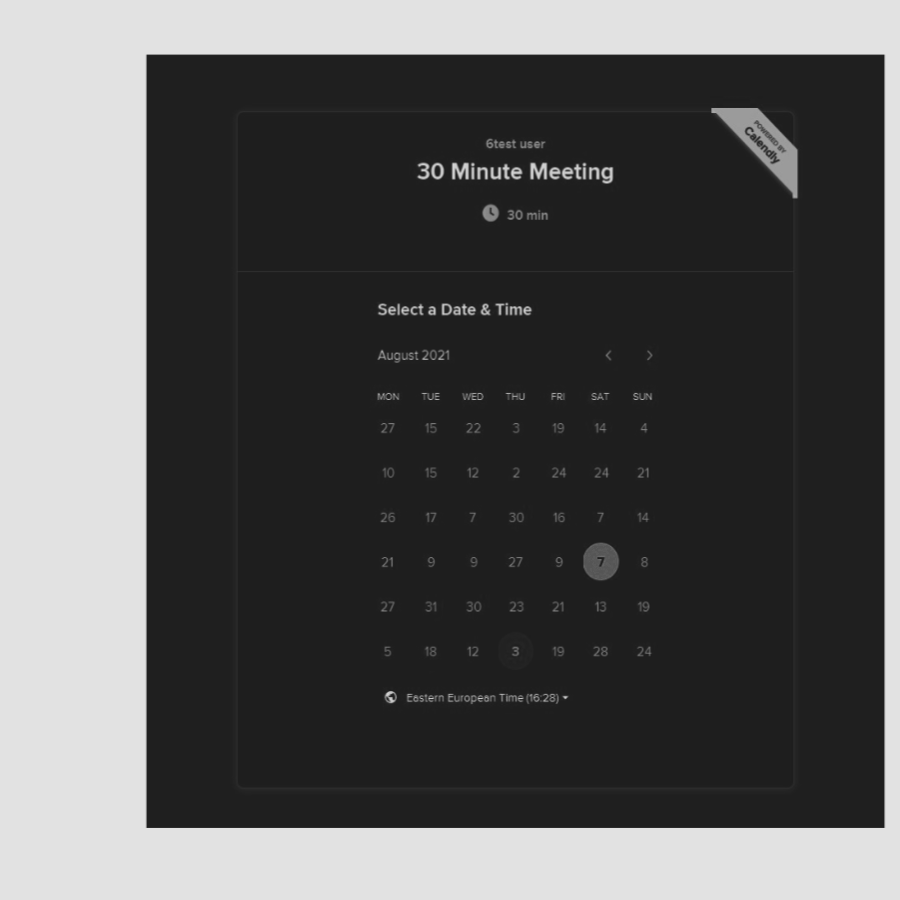 POWERED BY
Calendly
6test user
30 Minute Meeting
30 min
Select a Date & Time
August 2021
MON TUE WED THU FRI SAT SUN
27 15 22 3 19 14 4
10 15 12 2 24 24 21
26 17 7 30 16 7 14
21 9 9 27 9 7 8
27 31 30 23 21 13 19
5 18 12 3 19 28 24
Eastern European Time (16:28)